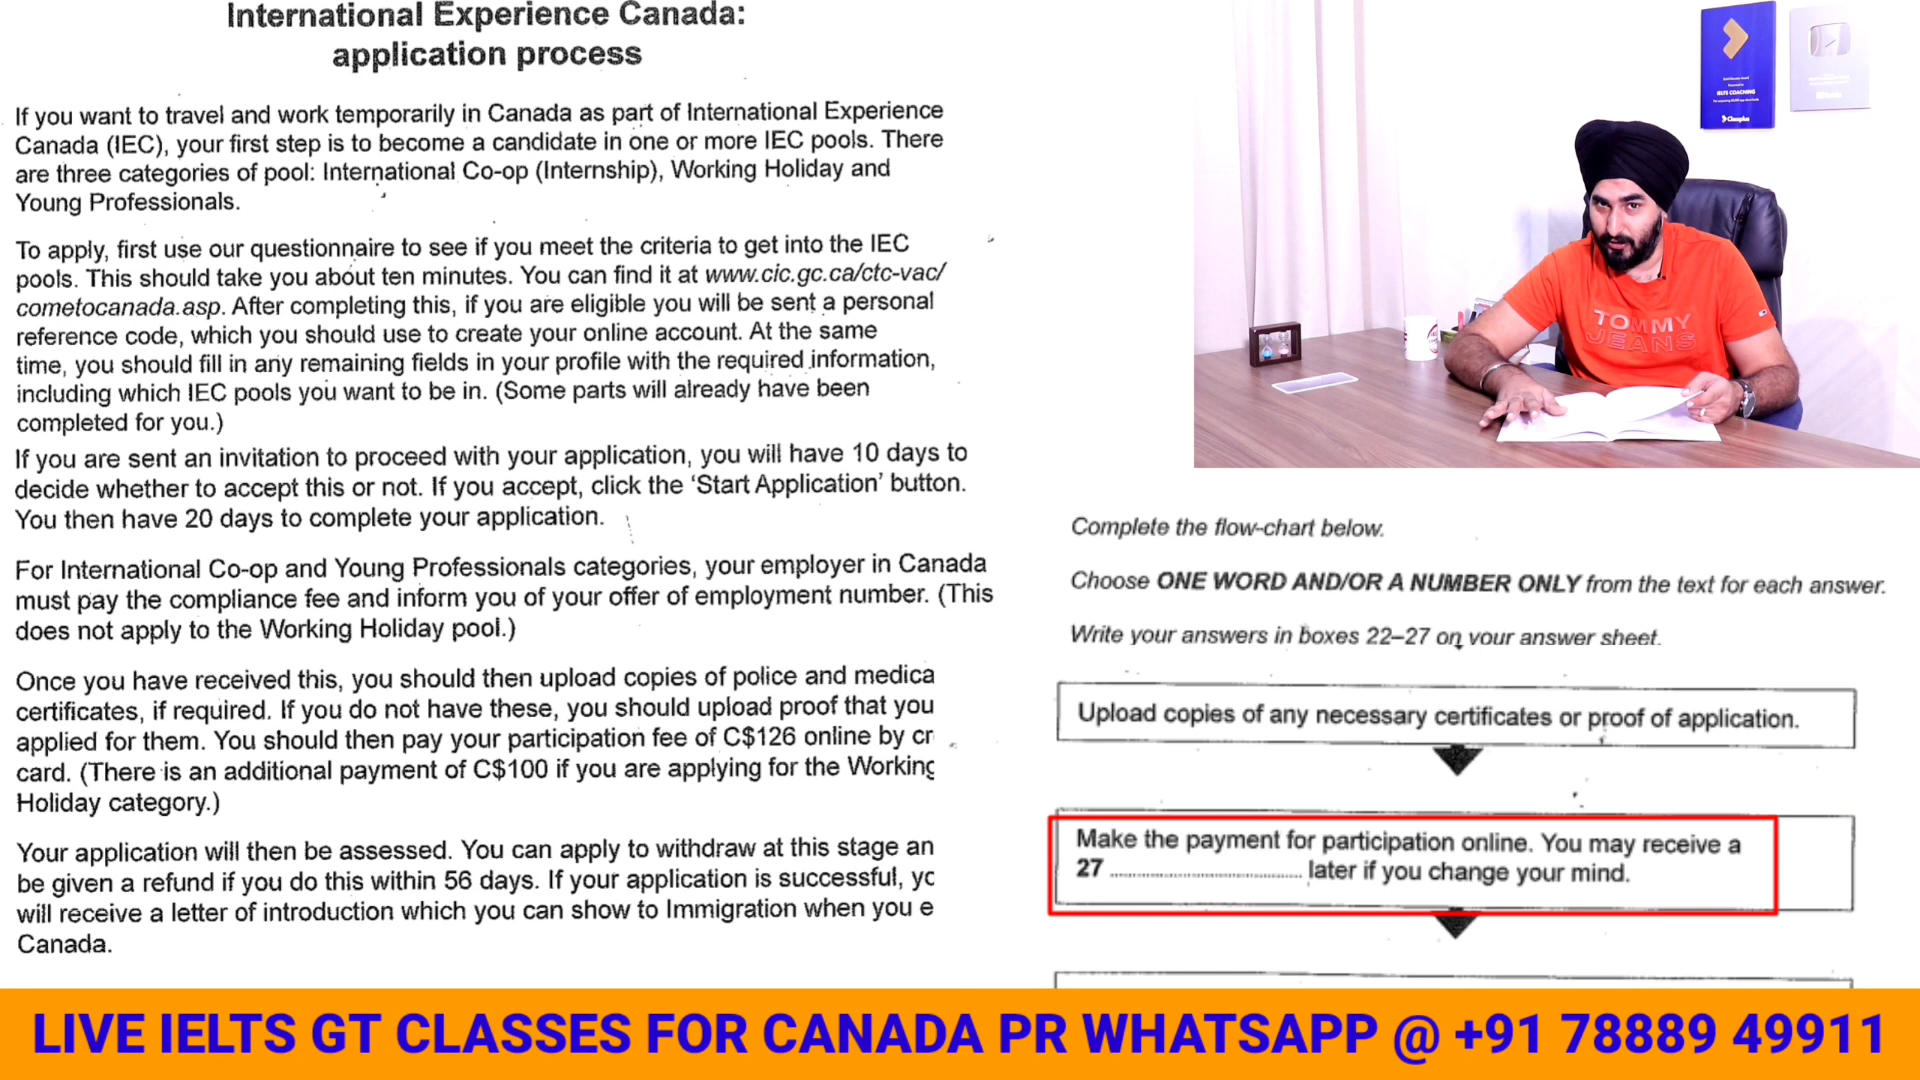 International Experience Canada:
application process
If you want to travel and work temporarily in Canada as part of International Experience
Canada (IEC), your first step is to become a candidate in one or more IEC pools. There
are three categories of pool: International Co-op (Internship), Working Holiday and
Young Professionals.
To apply, first use our questionnaire to see if you meet the criteria to get into the IEC
pools. This should take you about ten minutes. You can find it at www.cic.gc.ca/ctc-vac/
cometocanada.asp. After completing this, if you are eligible you will be sent a personal
reference code, which you should use to create your online account. At the same
time, you should fill in any remaining fields in your profile with the required information,
including which IEC pools you want to be in. (Some parts will already have been
completed for you.)
If you are sent an invitation to proceed with your application, you will have 10 days to
decide whether to accept this or not. If you accept, click the ‘Start Application’ button.
You then have 20 days to complete your application.
For International Co-op and Young Professionals categories, your employer in Canada
must pay the compliance fee and inform you of your offer of employment number. (This
does not apply to the Working Holiday pool.)
Once you have received this, you should then upload copies of police and medica
certificates, if required. If you do not have these, you should upload proof that you
applied for them. You should then pay your participation fee of C$126 online by cr
card. (There is an additional payment of C$100 if you are applying for the Working
Holiday category.)
Your application will then be assessed. You can apply to withdraw at this stage an
be given a refund if you do this within 56 days. If your application is successful, yo
will receive a letter of introduction which you can show to Immigration when you e
Canada.
IELTS COACHING
Classplus
TOMMY
JEANS
Complete the flow-chart below.
Choose ONE WORD AND/OR A NUMBER ONLY from the text for each answer.
Write your answers in boxes 22–27 on your answer sheet.
Upload copies of any necessary certificates or proof of application.
Make the payment for participation online. You may receive a
27 .................................. later if you change your mind.
LIVE IELTS GT CLASSES FOR CANADA PR WHATSAPP @ +91 78889 49911